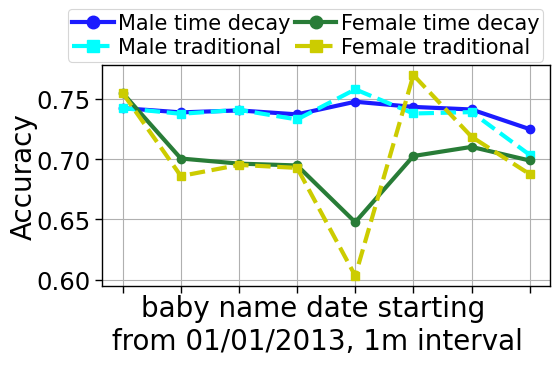 Male time decay
Female time decay
Male traditional
Female traditional
0.75
0.70
0.65
0.60
Accuracy
baby name date starting
from 01/01/2013, 1m interval